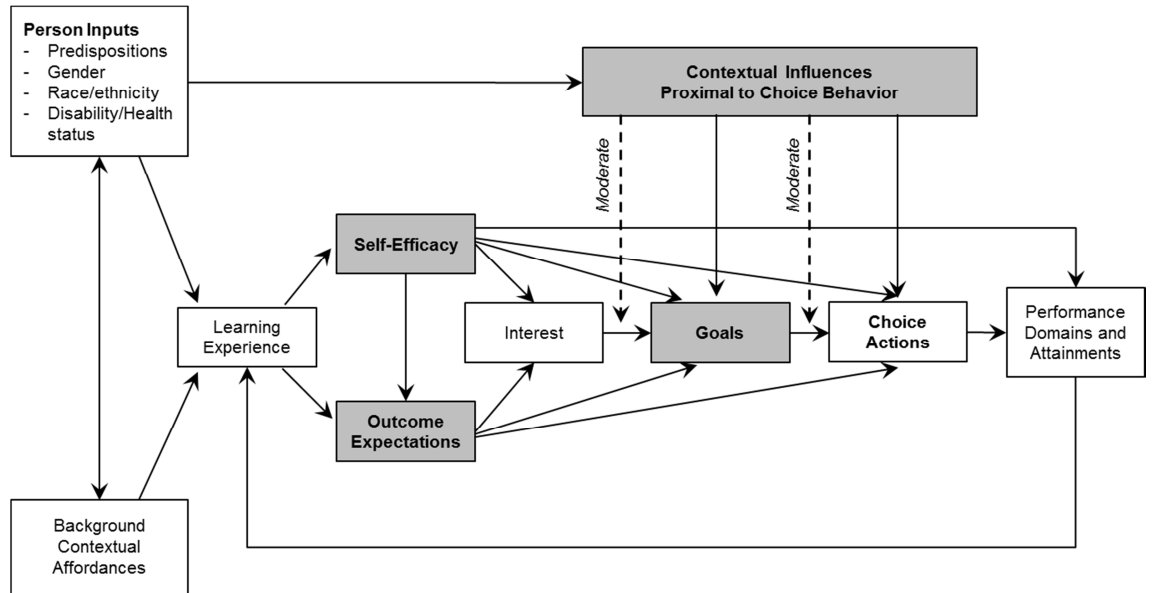 Person Inputs
- Predispositions
- Gender
- Race/ethnicity
- Disability/Health
status
Contextual Influences
Proximal to Choice Behavior
Moderate
Moderate
Self-Efficacy
Learning
Experience
Interest
Goals
Choice
Actions
Performance
Domains and
Attainments
Outcome
Expectations
Background
Contextual
Affordances